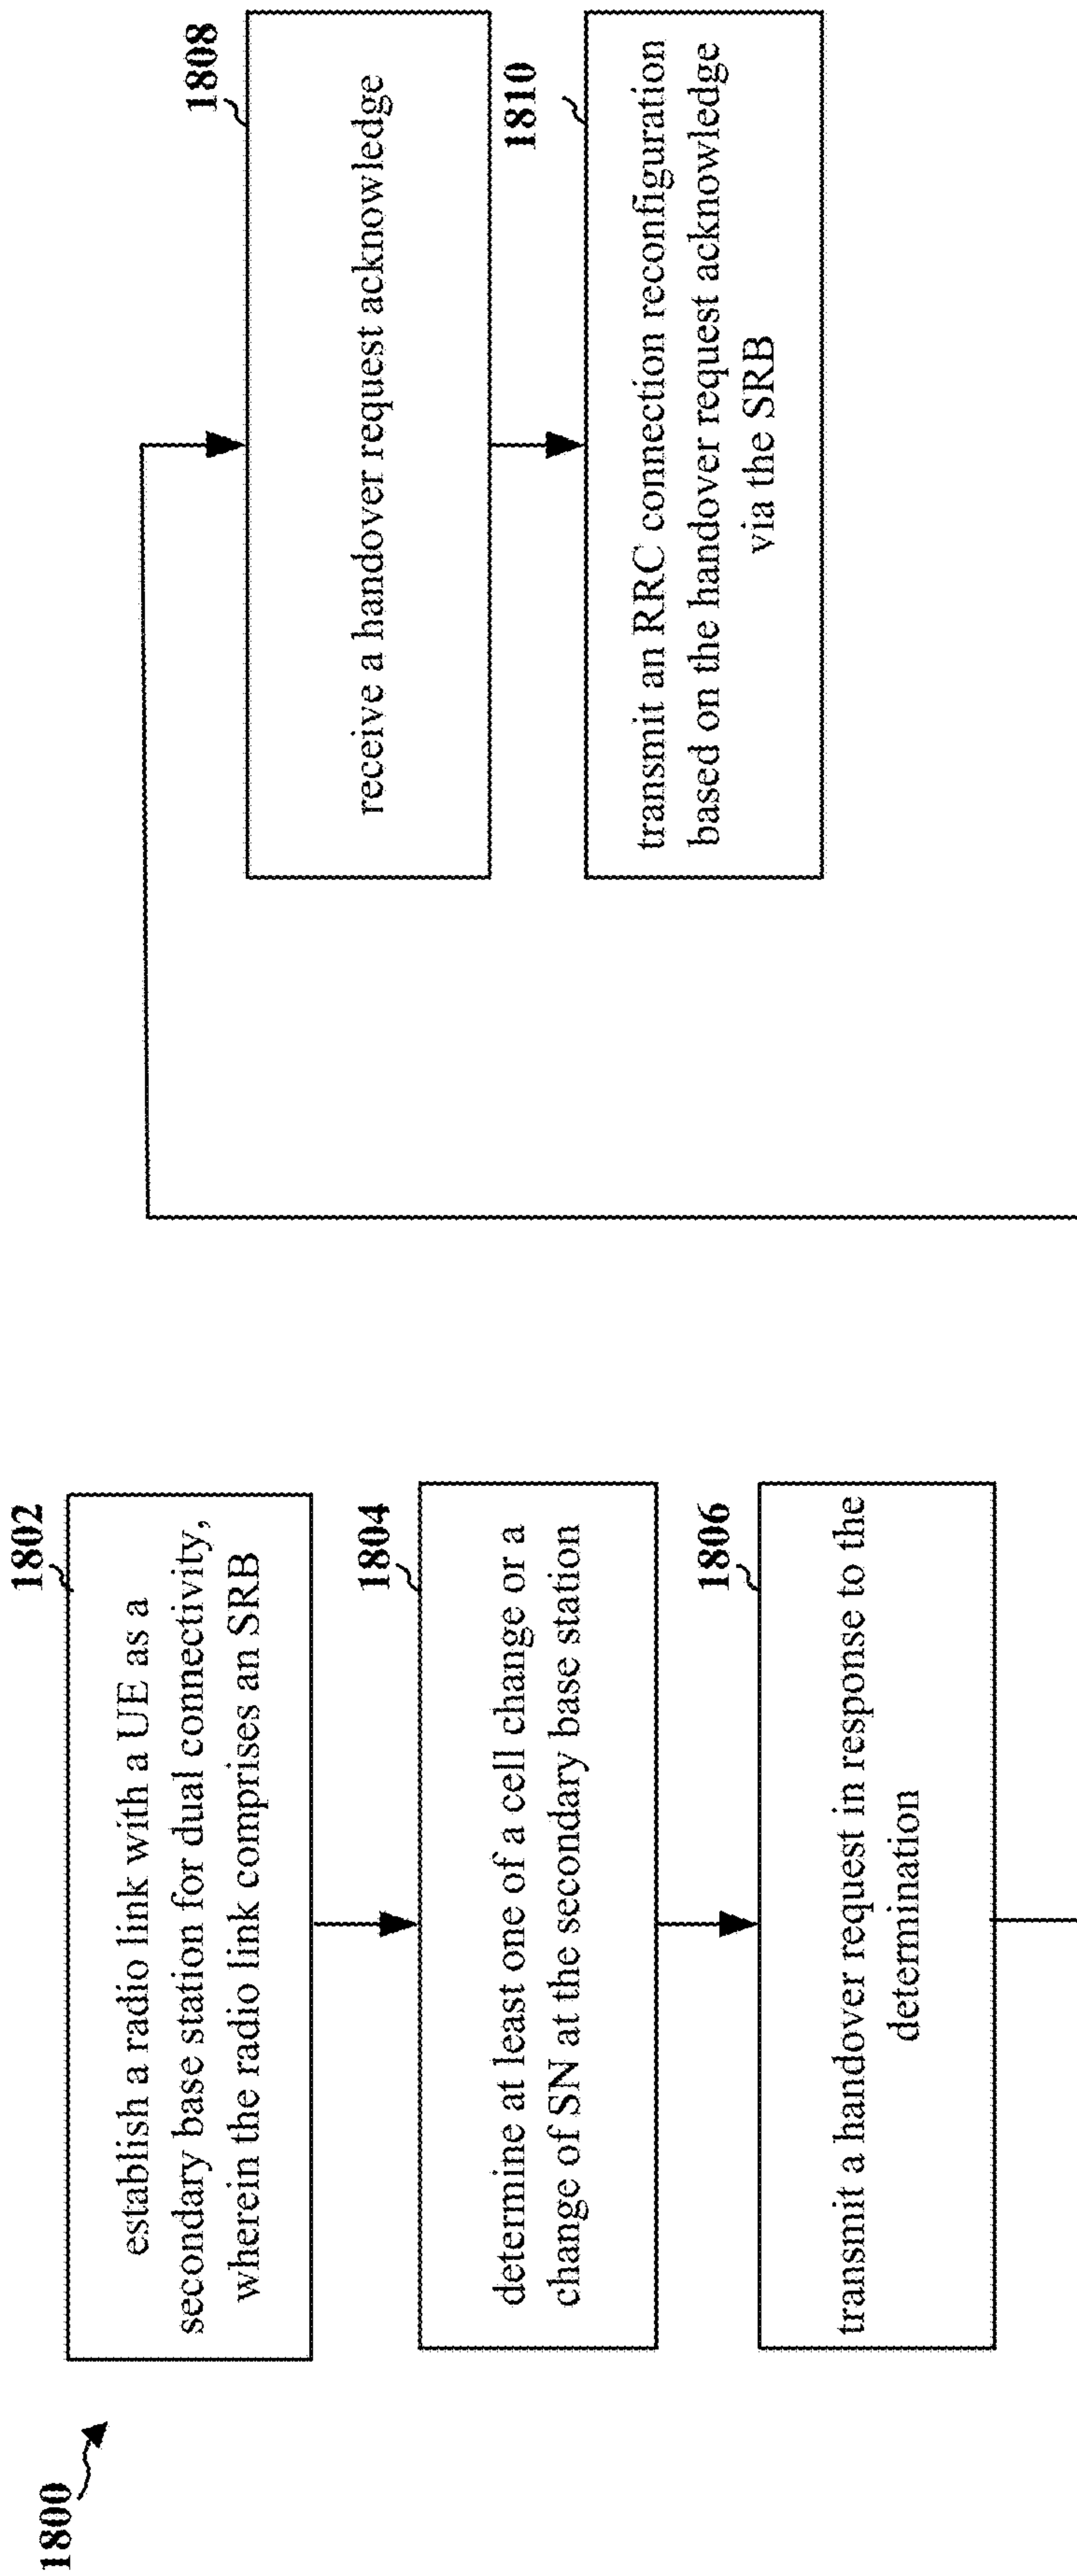 1800
1802
establish a radio link with a UE as a
secondary base station for dual connectivity,
wherein the radio link comprises an SRB
1804
determine at least one of a cell change or a
change of SN at the secondary base station
1806
transmit a handover request in response to the
determination
1808
receive a handover request acknowledge
1810
transmit an RRC connection reconfiguration
based on the handover request acknowledge
via the SRB